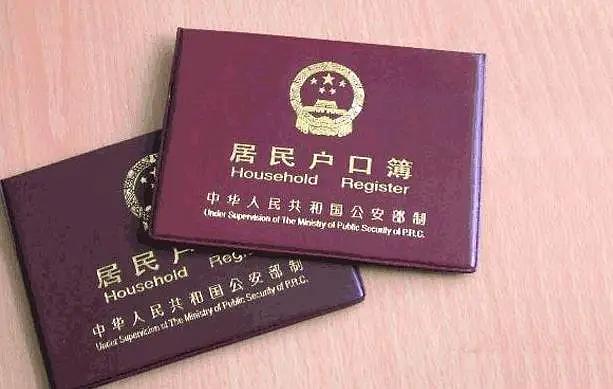 居民户口簿
Household Register
中华人民共和国公安部制
Under Supervision of The Ministry of Public Security of P.R.C.
居民户
Household Reg
中华人民共和国公安部制
Under Supervision of The Ministry of Public Security of P.R.C.